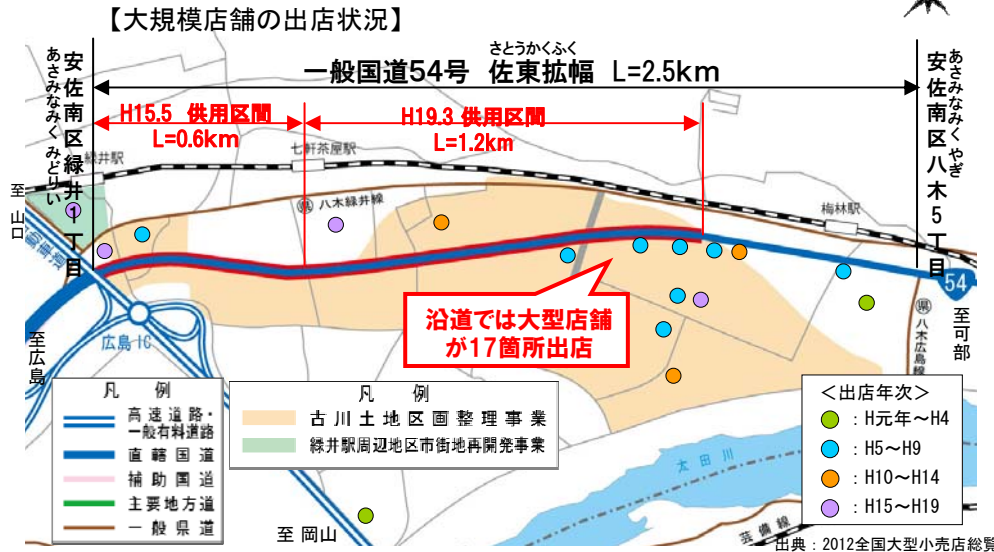 【大規模店舗の出店状況】
さとうかくふく
一般国道54号 佐東拡幅 L=2.5km
あさみなみく みどりい
安佐南区緑井1丁目
あさみなみく やぎ
安佐南区八木5丁目
H15.5 供用区間
L=0.6km
H19.3 供用区間
L=1.2km
緑井駅
七軒茶屋駅
梅林駅
至 山口
県 八木緑井線
動車道
54
沿道では大型店舗
が17箇所出店
広島IC
至広島
県 八木広島線
至可部
凡 例
高速道路・
一般有料道路
直轄国道
補助国道
主要地方道
一般県道
凡 例
古川土地区画整理事業
緑井駅周辺地区市街地再開発事業
<出店年次>
:H元年~H4
:H5~H9
:H10~H14
:H15~H19
太田川
至 岡山
芸備線
出典:2012全国大型小売店総覧